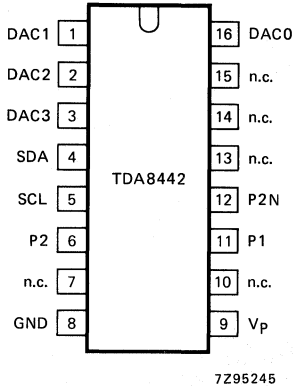 DAC1 1 16 DAC0
DAC2 2 15 n.c.
DAC3 3 14 n.c.
SDA 4 13 n.c.
TDA8442
SCL 5 12 P2N
P2 6 11 P1
n.c. 7 10 n.c.
GND 8 9 VP
7Z95245